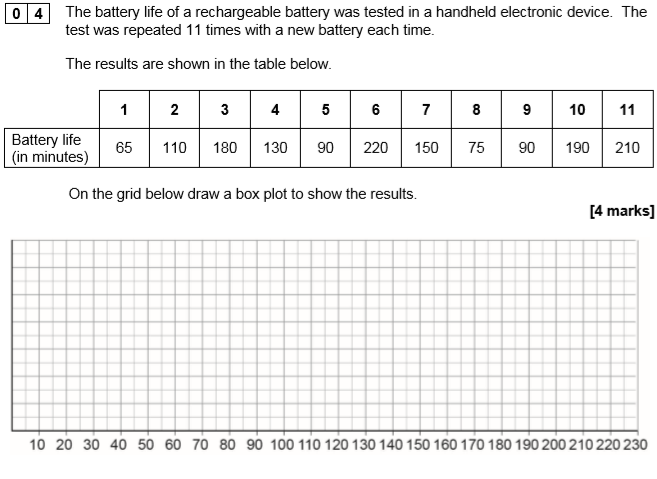 0 4 The battery life of a rechargeable battery was tested in a handheld electronic device. The
test was repeated 11 times with a new battery each time.
The results are shown in the table below.
1 2 3 4 5 6 7 8 9 10 11
Battery life
(in minutes) 65 110 180 130 90 220 150 75 90 190 210
On the grid below draw a box plot to show the results.
[4 marks]
10 20 30 40 50 60 70 80 90 100 110 120 130 140 150 160 170 180 190 200 210 220 230